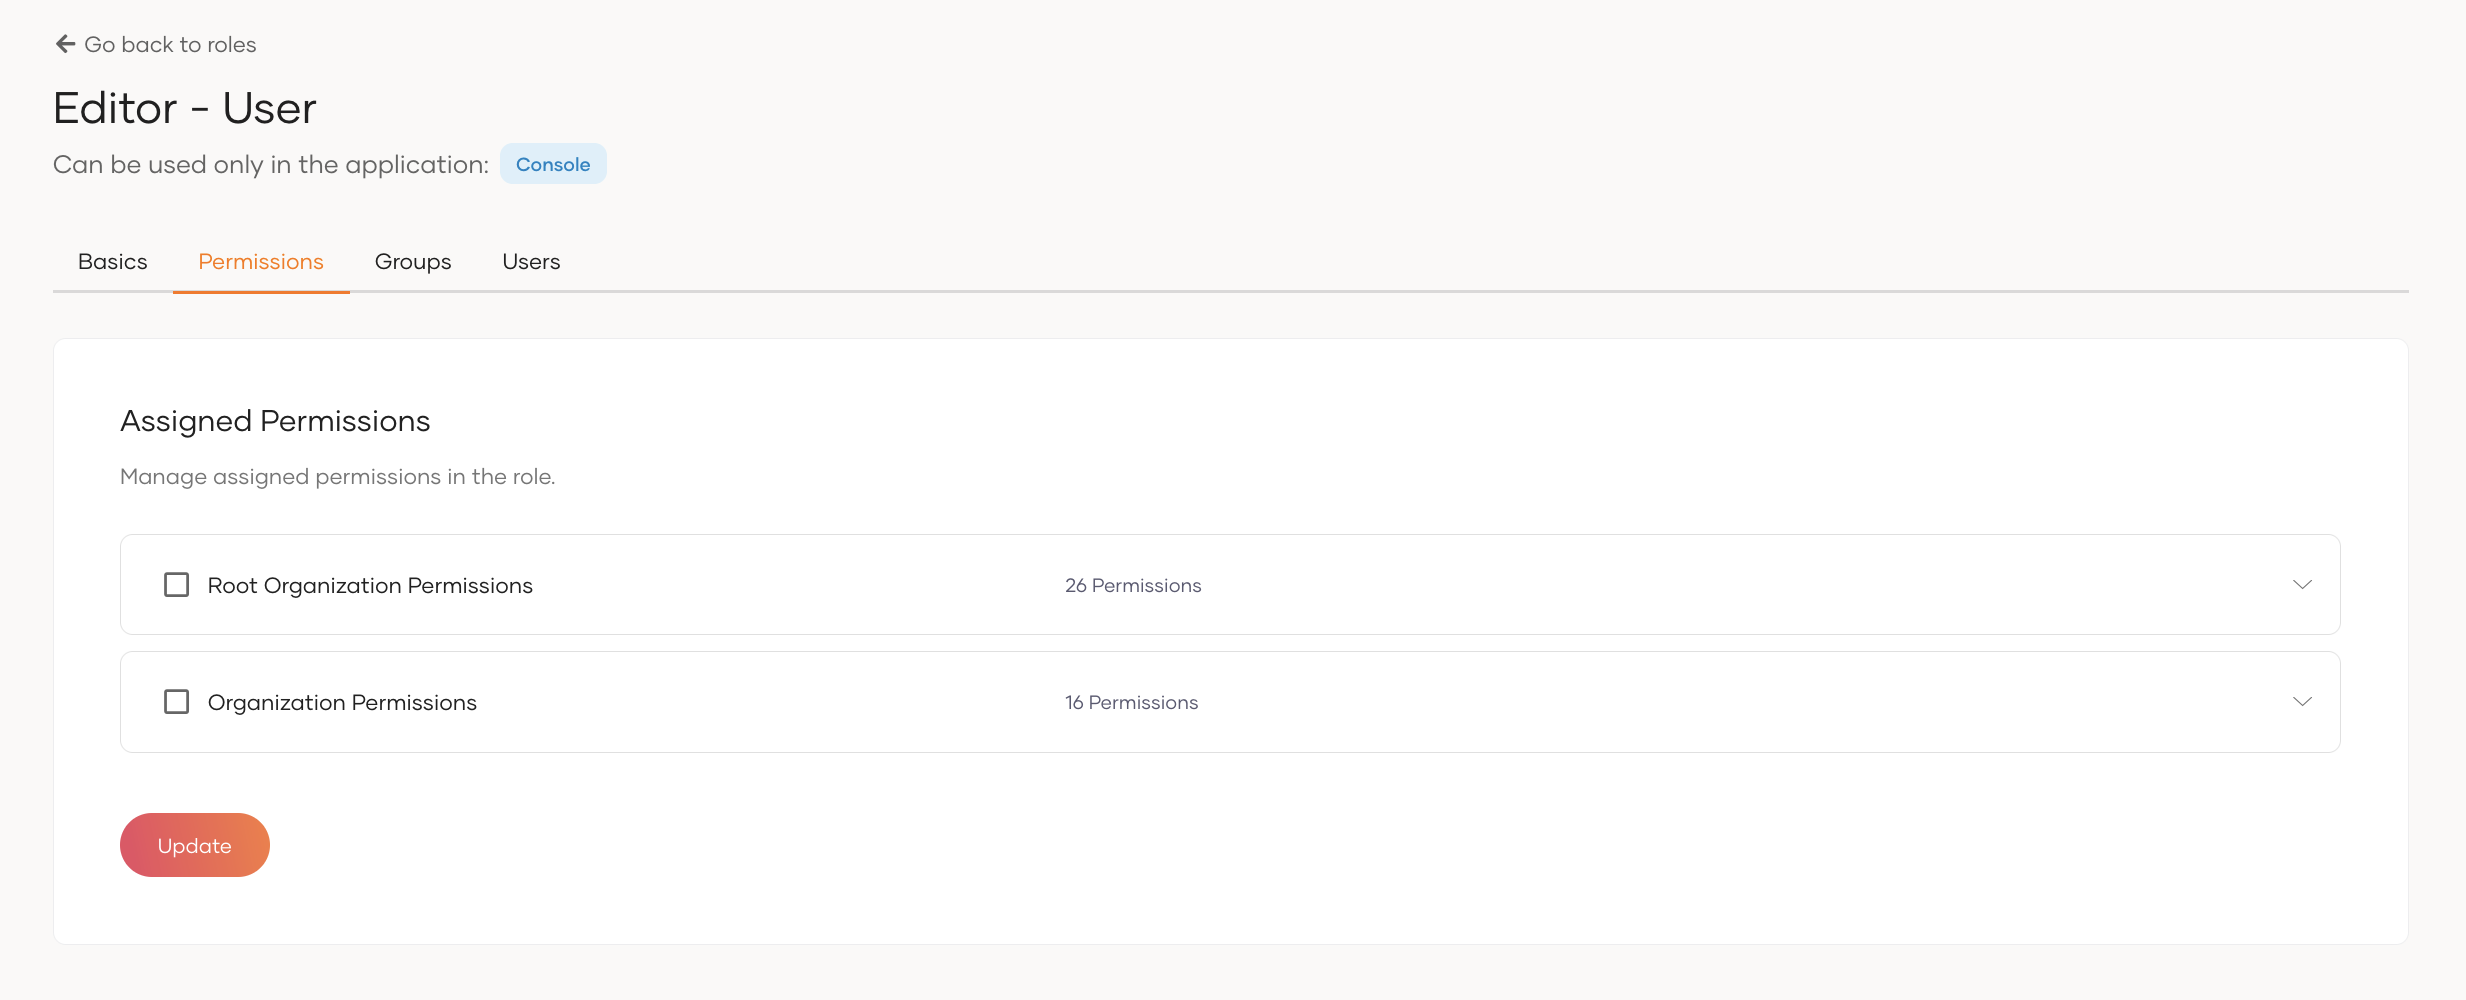 Go back to roles
Editor - User
Can be used only in the application: Console
Basics Permissions Groups Users
Assigned Permissions
Manage assigned permissions in the role.
Root Organization Permissions 26 Permissions
Organization Permissions 16 Permissions
Update